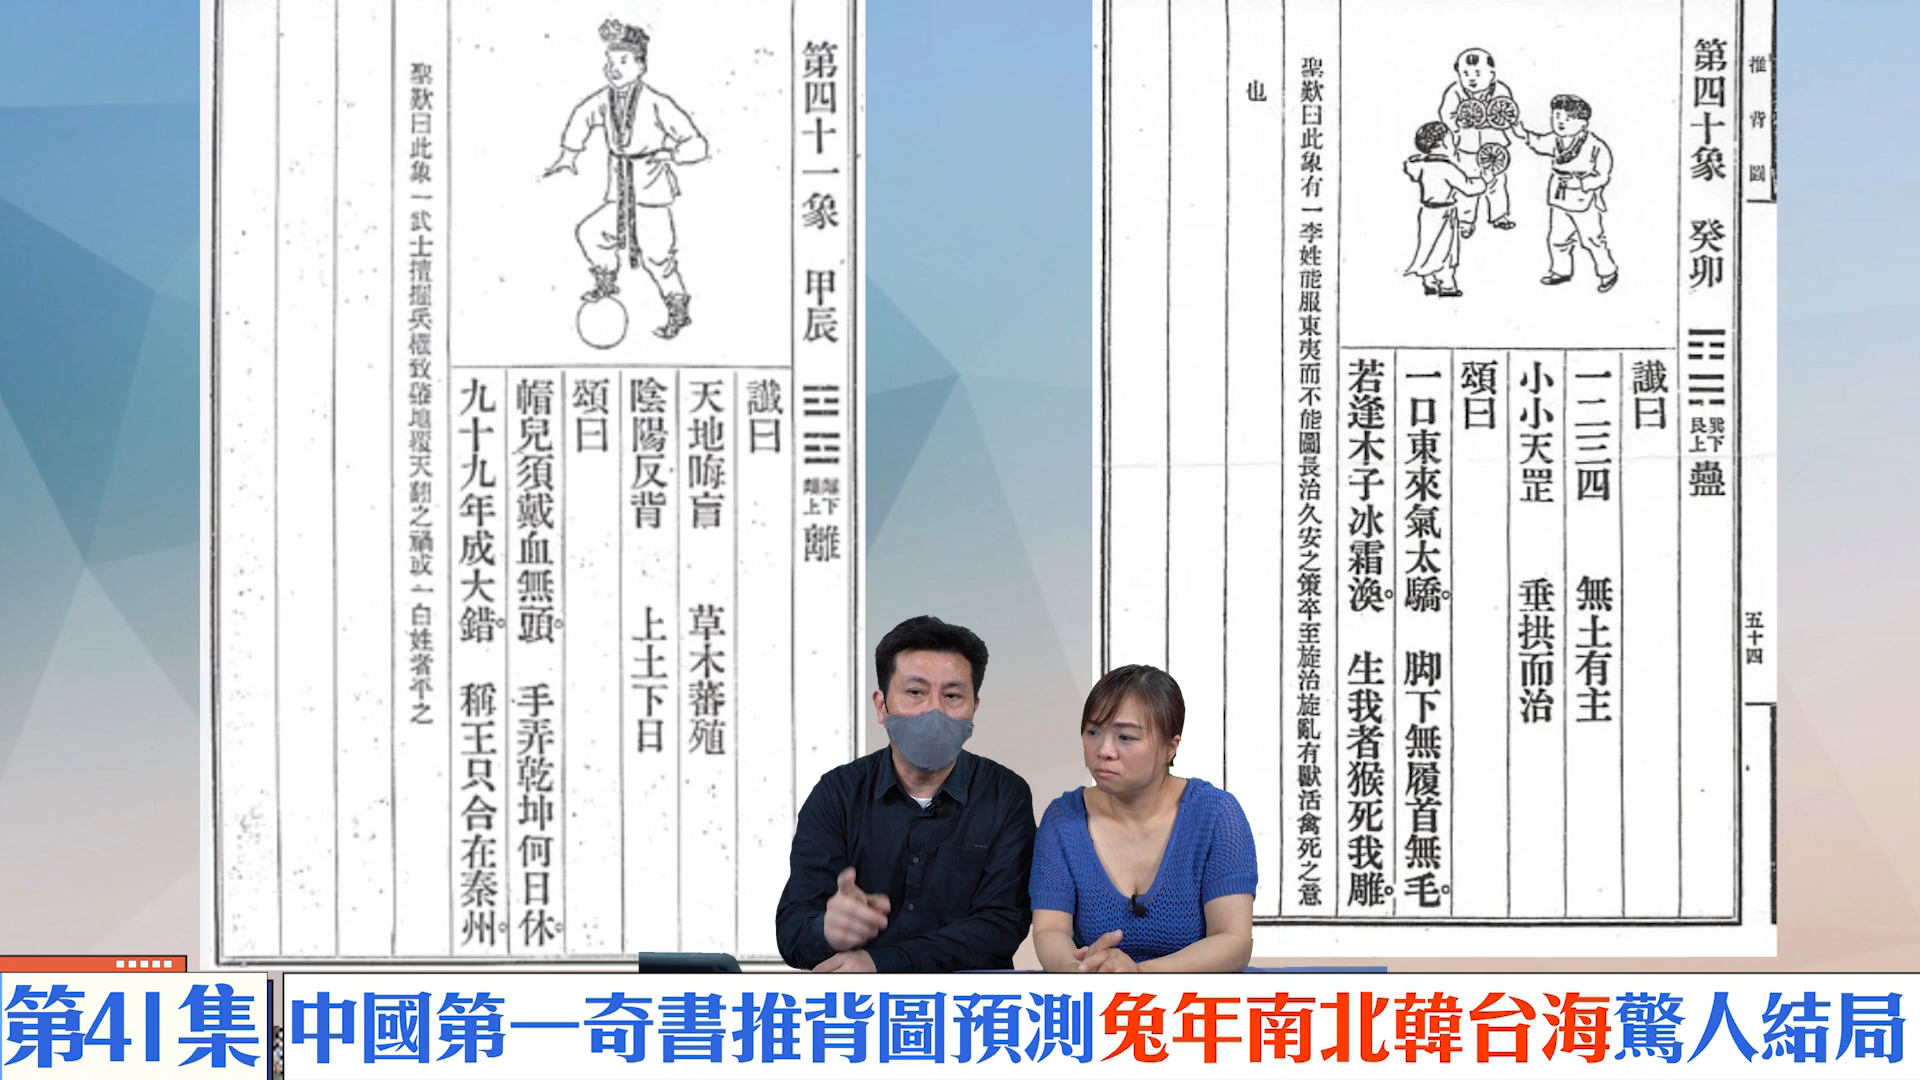 推背圖
五十四
第四十象 癸卯
巽下
艮上
蠱
讖曰
一二三四 無土有主
小小天罡 垂拱而治
頌曰
一口東來氣太驕。 脚下無履首無毛。
若逢木子冰霜渙。 生我者猴死我雕。
聖歎曰此象有一李姓能服東夷而不能圖長治久安之策卒至旋治旋亂有獸活禽死之意
也
第四十一象 甲辰
離下
離上
離
讖曰
天地晦盲 草木蕃殖
陰陽反背 上土下日
頌曰
帽兒須戴血無頭。 手弄乾坤何日休。
九十九年成大錯。 稱王只合在秦州。
聖歎曰此象一武士擅握兵權致肇地覆天翻之禍或一白姓者平之
第41集
中國第一奇書推背圖預測兔年南北韓台海驚人結局